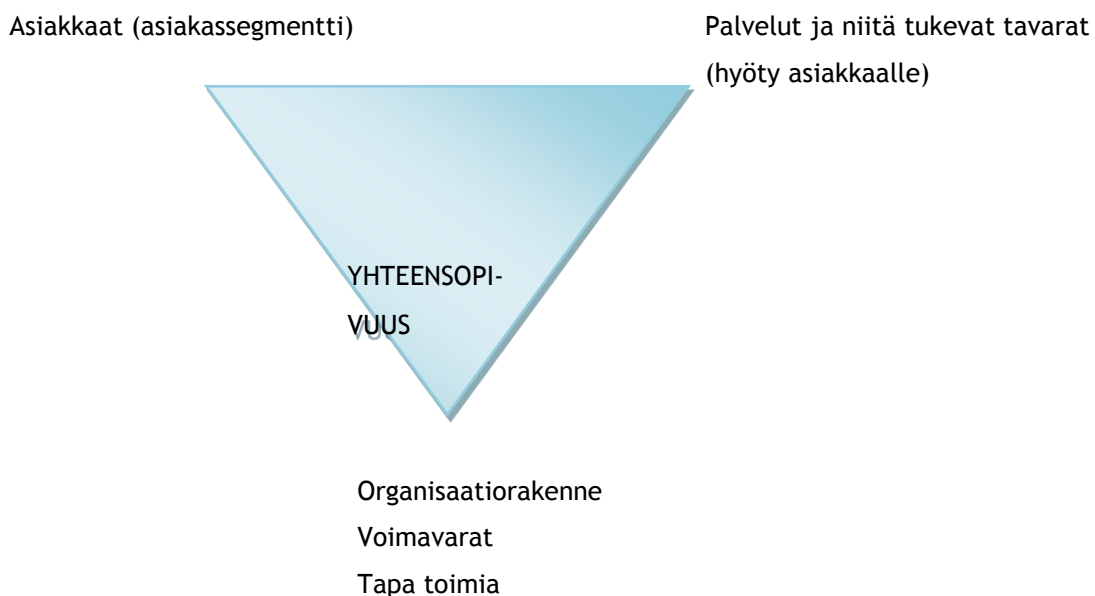 Asiakkaat (asiakassegmentti)
Palvelut ja niitä tukevat tavarat
(hyöty asiakkaalle)
YHTEENSOPI-
VUUS
Organisaatiorakenne
Voimavarat
Tapa toimia